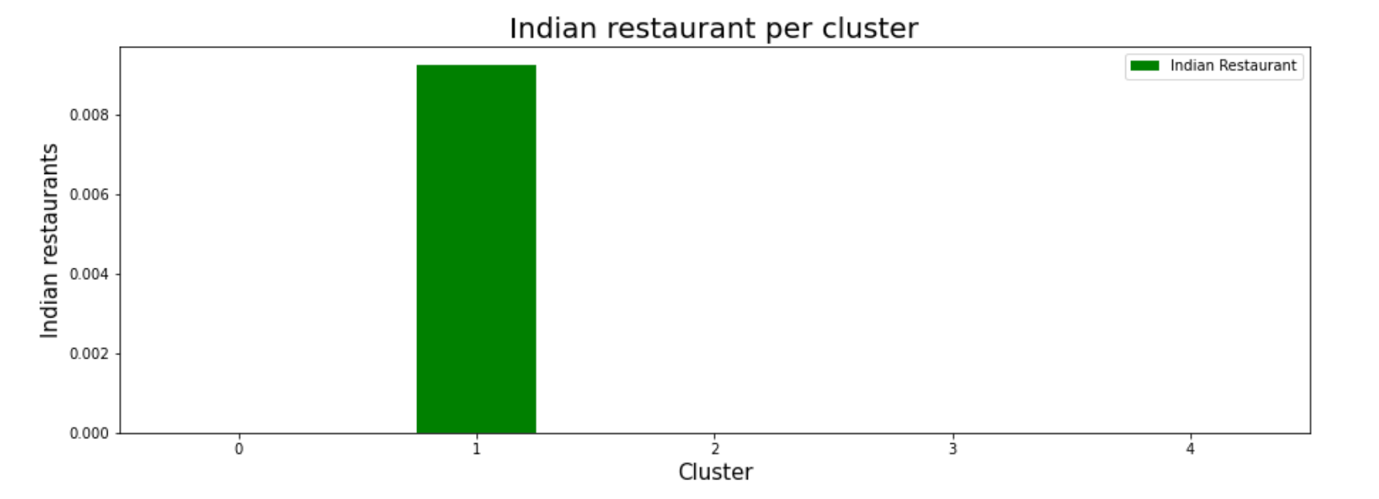 Indian restaurant per cluster
Indian Restaurant
Indian restaurants
0.008
0.006
0.004
0.002
0.000
0 1 2 3 4
Cluster